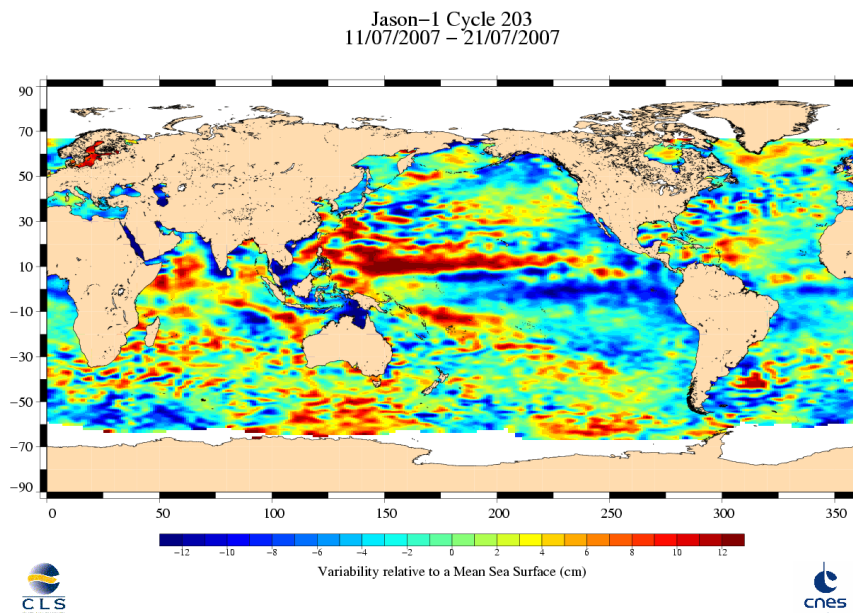 Jason−1 Cycle 203
11/07/2007 − 21/07/2007
90
70
50
30
10
−10
−30
−50
−70
−90
0 50 100 150 200 250 300 350
−12 −10 −8 −6 −4 −2 0 2 4 6 8 10 12
Variability relative to a Mean Sea Surface (cm)
CLS
cnes